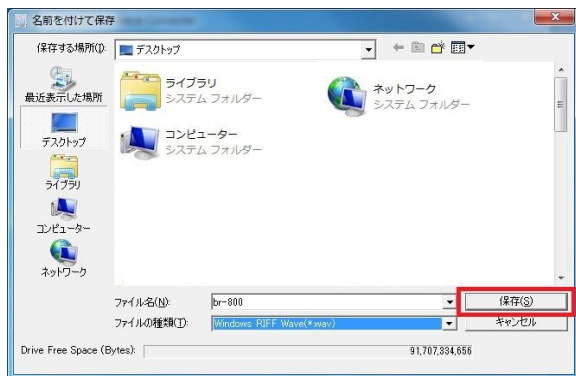 名前を付けて保存
保存する場所(I):
デスクトップ
最近表示した場所
デスクトップ
ライブラリ
コンピューター
ネットワーク
ライブラリ
システム フォルダー
ネットワーク
システム フォルダー
コンピューター
システム フォルダー
ファイル名(N):
br-800
保存(S)
ファイルの種類(T):
Windows RIFF Wave(*.wav)
キャンセル
Drive Free Space (Bytes):
91,707,334,656